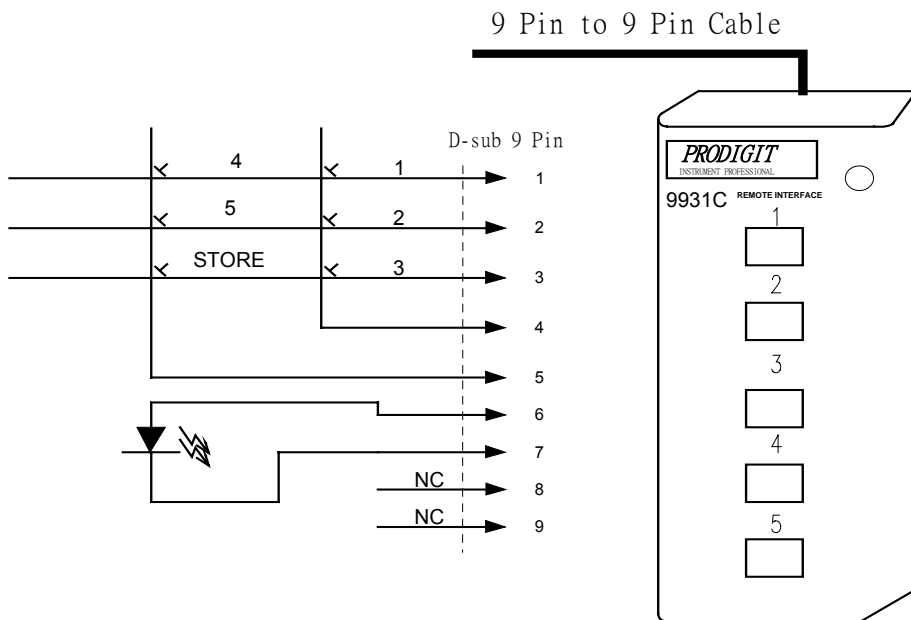 9 Pin to 9 Pin Cable
D-sub 9 Pin
4 1 1
5 2 2
STORE 3 3
4
5
6
7
NC 8
NC 9
PRODIGIT
INSTRUMENT PROFESSIONAL
9931C REMOTE INTERFACE
1
2
3
4
5